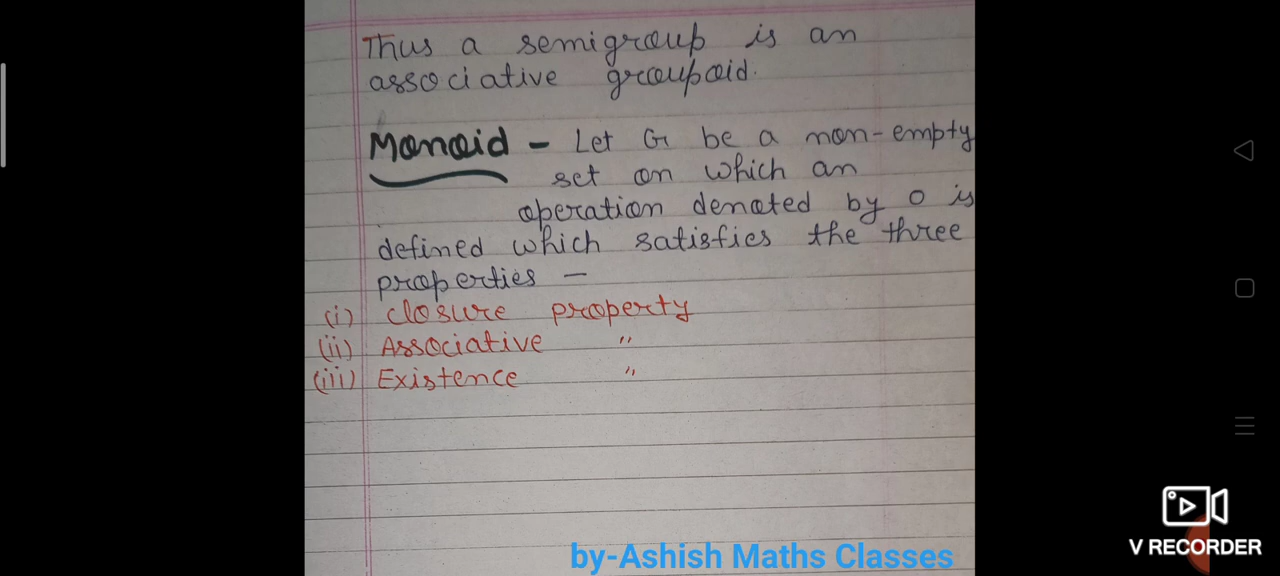 Thus a semigroup is an
associative groupoid.
Monoid - Let G be a non-empty
set on which an
operation denoted by o is
defined which satisfies the three
properties —
(i) Closure property
(ii) Associative "
(iii) Existence "
by-Ashish Maths Classes
V RECORDER